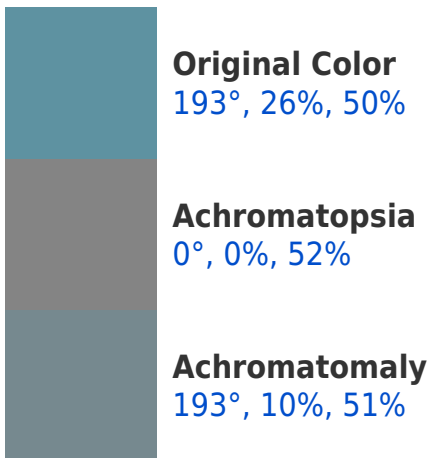 Original Color
193°, 26%, 50%
Achromatopsia
0°, 0%, 52%
Achromatomaly
193°, 10%, 51%